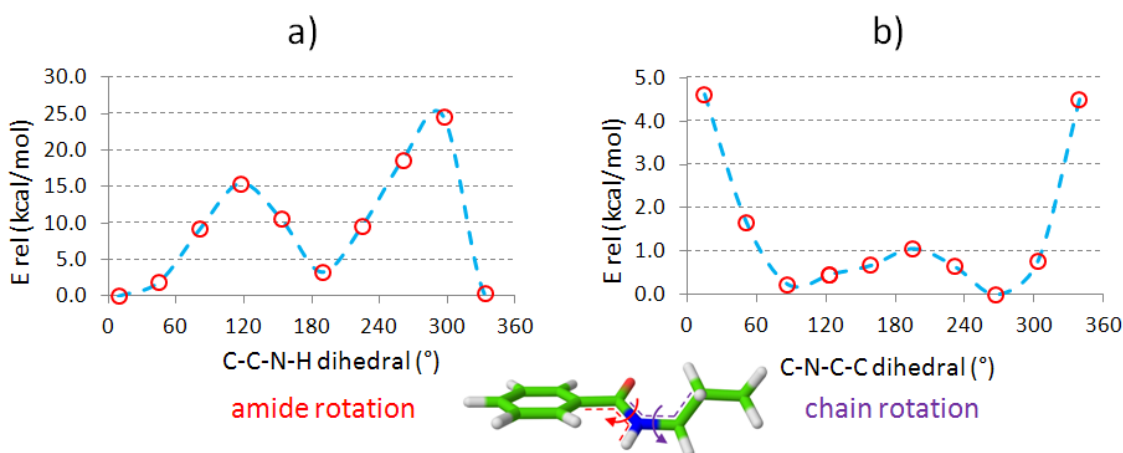 a)
30.0
25.0
20.0
15.0
10.0
5.0
0.0
E rel (kcal/mol)
0 60 120 180 240 300 360
C-C-N-H dihedral (°)
amide rotation
b)
5.0
4.0
3.0
2.0
1.0
0.0
E rel (kcal/mol)
0 60 120 180 240 300 360
C-N-C-C dihedral (°)
chain rotation